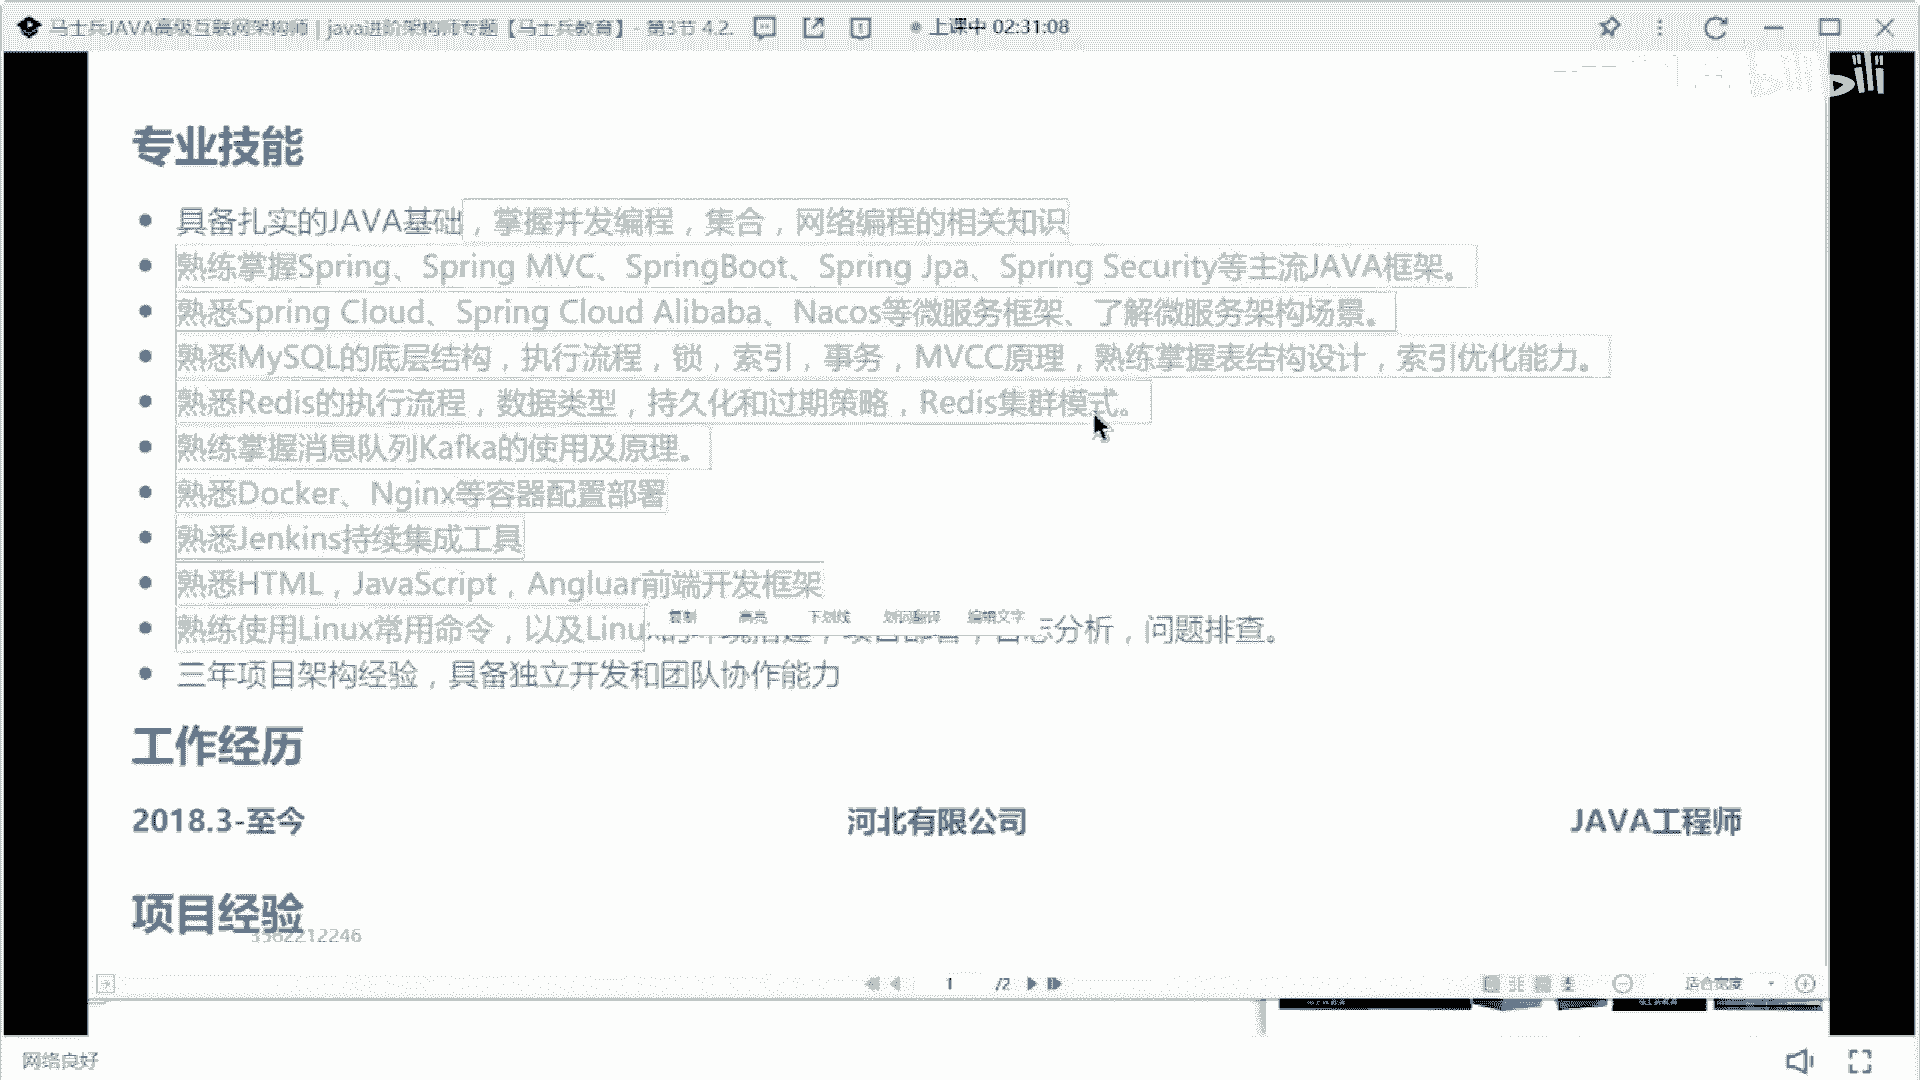 马士兵JAVA高级互联网架构师 | java进阶架构师专题【马士兵教育】- 第3节 4.2. 上课中 02:31:08
专业技能
具备扎实的JAVA基础，掌握并发编程，集合，网络编程的相关知识
熟练掌握Spring、Spring MVC、SpringBoot、Spring Jpa、Spring Security等主流JAVA框架。
熟悉Spring Cloud、Spring Cloud Alibaba、Nacos等微服务框架、了解微服务架构场景。
熟悉MySQL的底层结构，执行流程，锁，索引，事务，MVCC原理，熟练掌握表结构设计，索引优化能力。
熟悉Redis的执行流程，数据类型，持久化和过期策略，Redis集群模式。
熟练掌握消息队列Kafka的使用及原理。
熟悉Docker、Nginx等容器配置部署
熟悉Jenkins持续集成工具
熟悉HTML，JavaScript，Angluar前端开发框架
复制 高亮 下划线 划词翻译 编辑文字
熟练使用Linux常用命令，以及Linux分析，问题排查。
三年项目架构经验，具备独立开发和团队协作能力
工作经历
2018.3-至今 河北有限公司 JAVA工程师
项目经验
3562212246
1 /2 适合宽度
网络良好